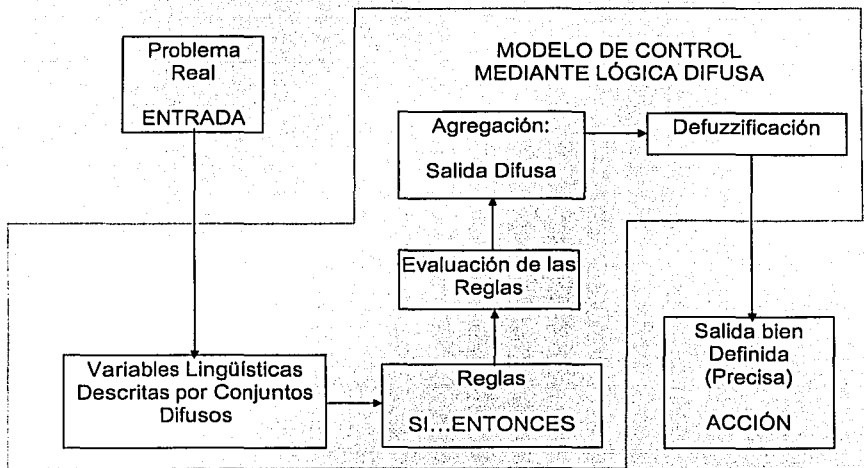 Problema
Real
ENTRADA
MODELO DE CONTROL
MEDIANTE LÓGICA DIFUSA
Agregación:
Salida Difusa
Defuzzificación
Evaluación de las
Reglas
Variables Lingüísticas
Descritas por Conjuntos
Difusos
Reglas
SI...ENTONCES
Salida bien
Definida
(Precisa)
ACCIÓN